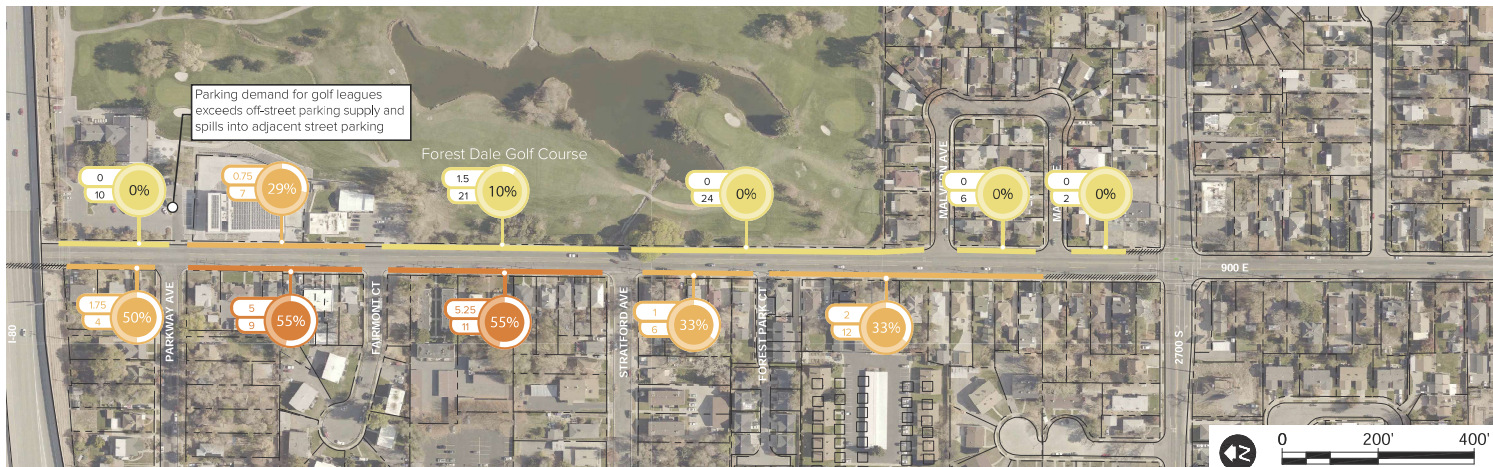 Parking demand for golf leagues
exceeds off-street parking supply and
spills into adjacent street parking
Forest Dale Golf Course
0
10
0%
0.75
7
29%
1.5
21
10%
0
24
0%
MALVERN AVE
0
6
0%
0
2
0%
900 E
I-80
1.75
4
50%
PARKWAY AVE
5
9
55%
FAIRMONT CT
5.25
11
55%
STRATFORD AVE
1
6
33%
FOREST PARK CT
2
12
33%
2700 S
N
0 200' 400'